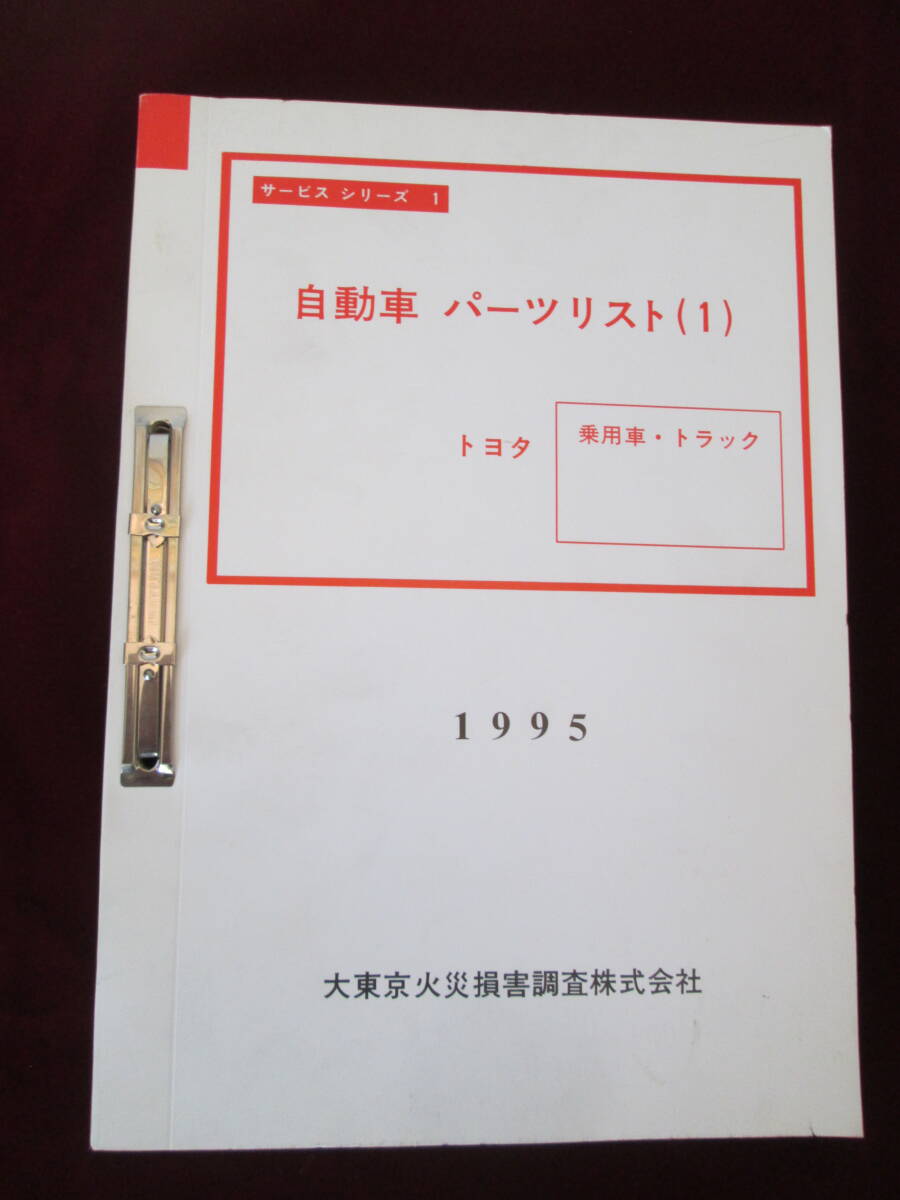 サービス シリーズ 1
自動車 パーツリスト(1)
トヨタ
乗用車・トラック
1995
大東京火災損害調査株式会社